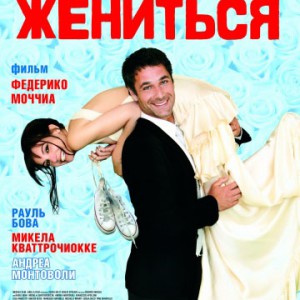 ЖЕНИТЬСЯ
фильм
ФЕДЕРИКО
МОЧЧИА
РАУЛЬ
БОВА
МИКЕЛА
КВАТТРОЧИОККЕ
АНДРЕА
МОНТОВОЛИ